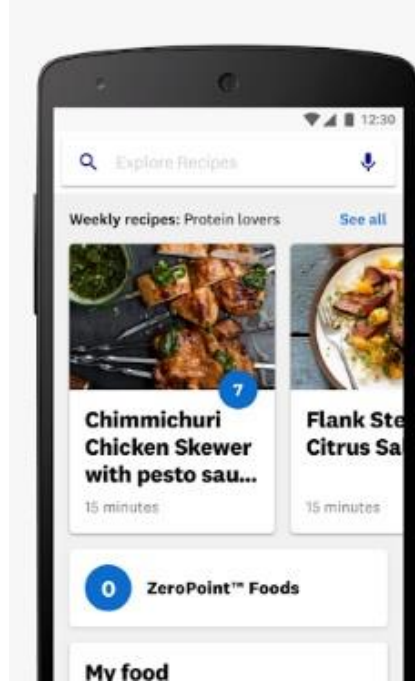 12:30
Explore Recipes
Weekly recipes: Protein lovers See all
7
Chimmichuri
Chicken Skewer
with pesto sau...
15 minutes
Flank Ste
Citrus Sa
15 minutes
0 ZeroPoint™ Foods
My food